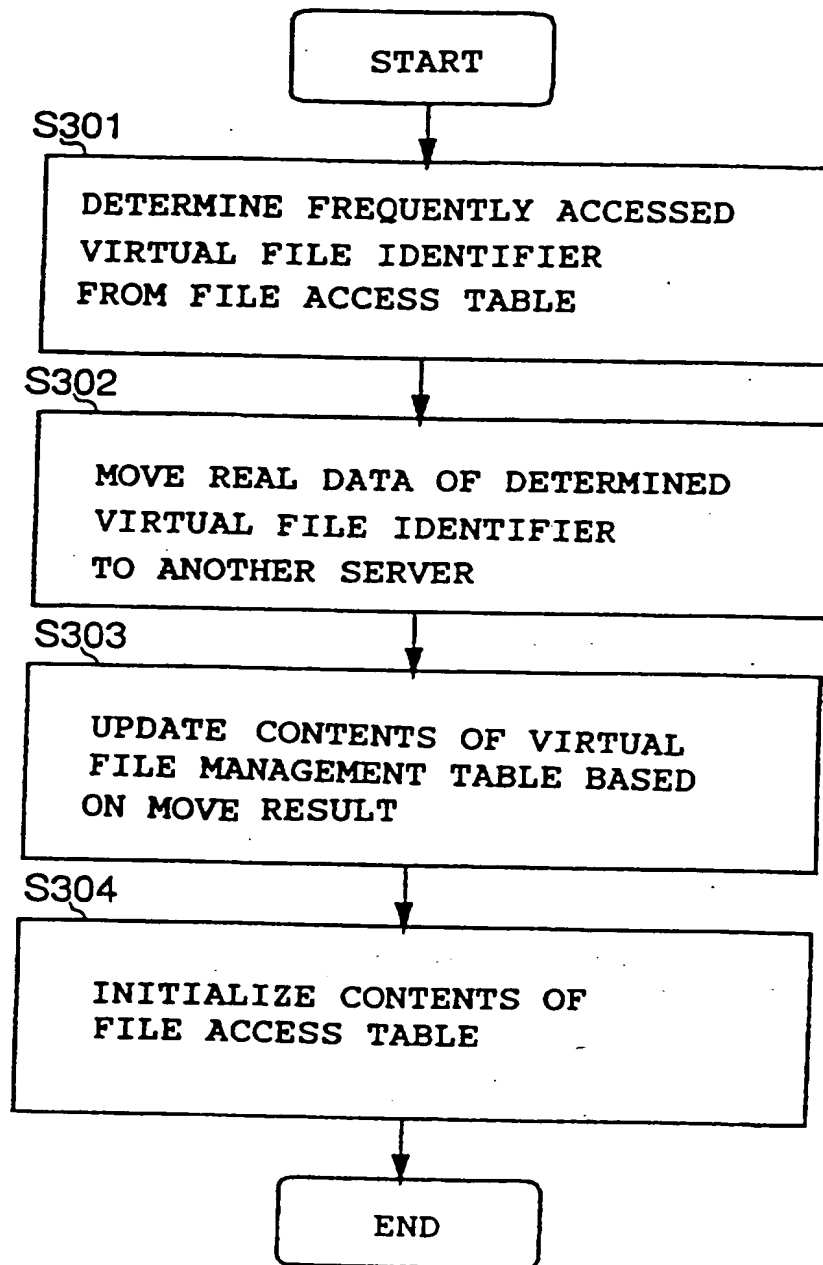 START
S301
DETERMINE FREQUENTLY ACCESSED
VIRTUAL FILE IDENTIFIER
FROM FILE ACCESS TABLE
S302
MOVE REAL DATA OF DETERMINED
VIRTUAL FILE IDENTIFIER
TO ANOTHER SERVER
S303
UPDATE CONTENTS OF VIRTUAL
FILE MANAGEMENT TABLE BASED
ON MOVE RESULT
S304
INITIALIZE CONTENTS OF
FILE ACCESS TABLE
END